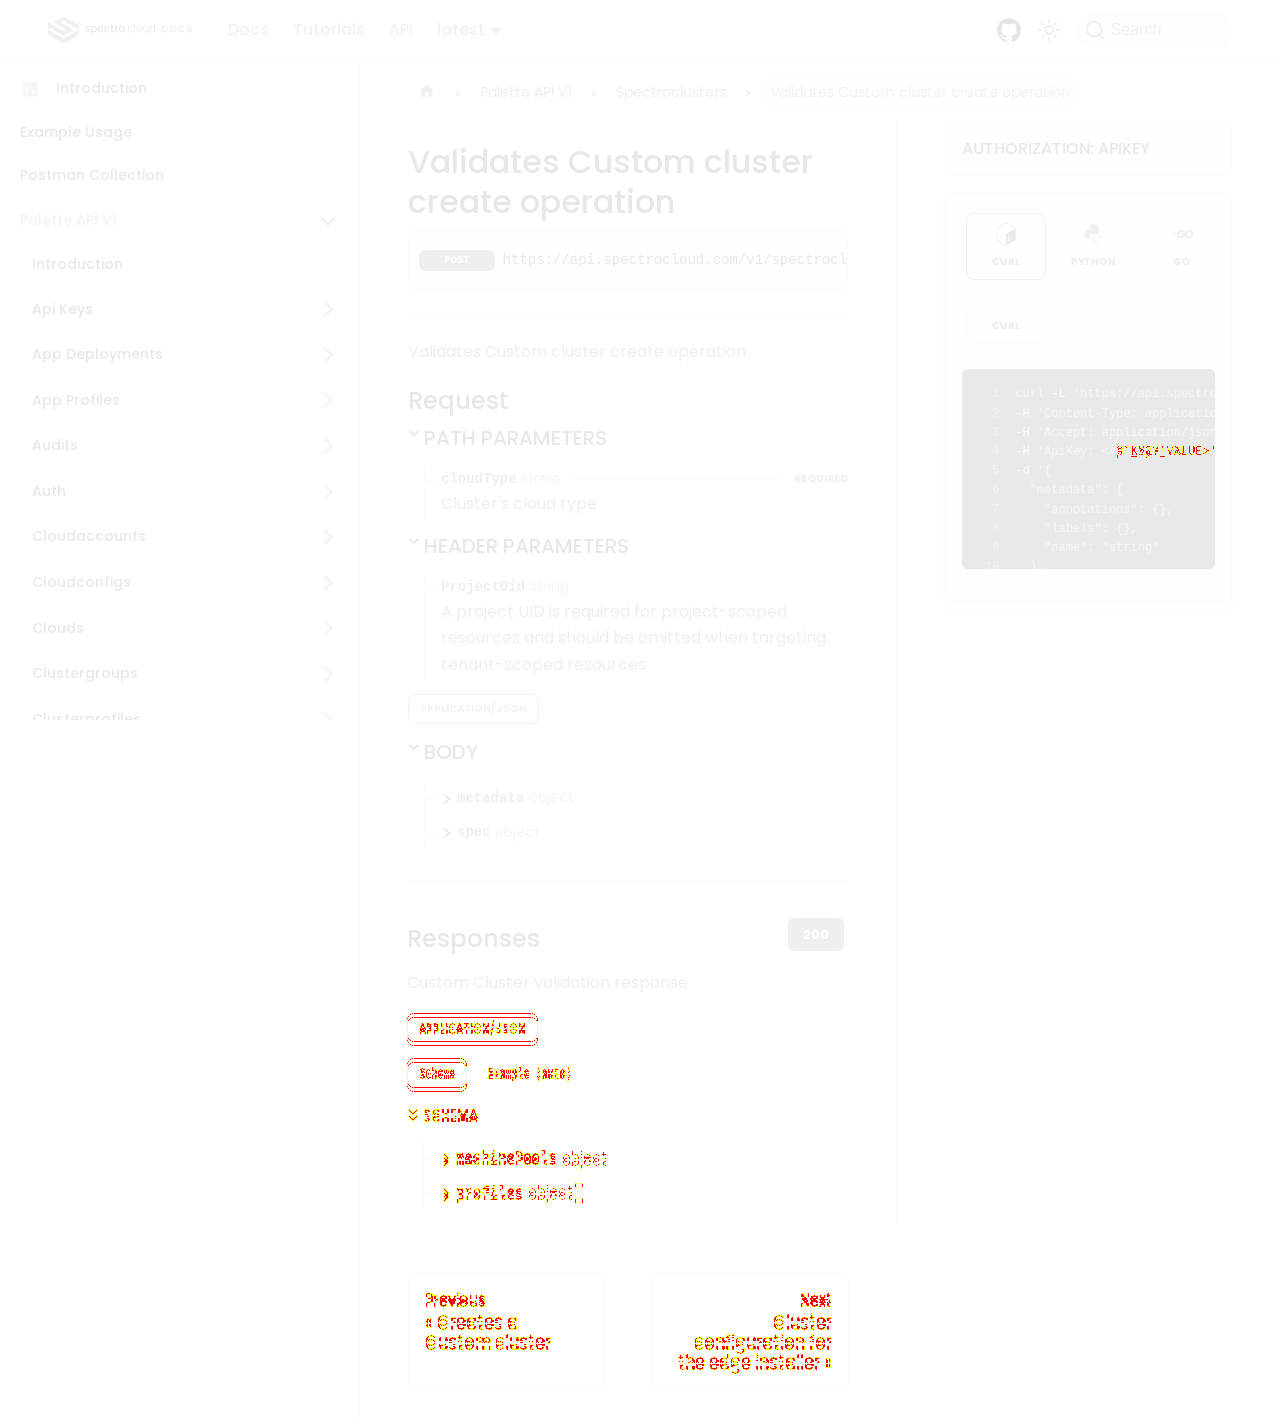 spectro cloud DOCS
Docs
Tutorials
API
latest
Search
Introduction
Example Usage
Postman Collection
Palette API V1
Introduction
Api Keys
App Deployments
App Profiles
Audits
Auth
Cloudaccounts
Cloudconfigs
Clouds
Clustergroups
Clusterprofiles
Palette API V1
Spectroclusters
Validates Custom cluster create operation
Validates Custom cluster
create operation
POST https://api.spectrocloud.com/v1/spectrocl
Validates Custom cluster create operation
Request
PATH PARAMETERS
cloudType string REQUIRED
Cluster's cloud type
HEADER PARAMETERS
ProjectUid string
A project UID is required for project-scoped
resources and should be omitted when targeting
tenant-scoped resources
APPLICATION/JSON
BODY
metadata object
spec object
Responses
200
Custom Cluster validation response
APPLICATION/JSON
Schema
Example (auto)
SCHEMA
machinePools object
profiles object[]
Previous
« Creates a
Custom cluster
Next
Cluster
configuration for
the edge installer »
AUTHORIZATION: APIKEY
CURL
PYTHON
GO
GO
CURL
1 curl -L 'https://api.spectro
2 -H 'Content-Type: applicatio
3 -H 'Accept: application/json
4 -H 'ApiKey:
5 -d '{
6 "metadata": {
7 "annotations": {},
8 "labels": {},
9 "name": "string"
10 }